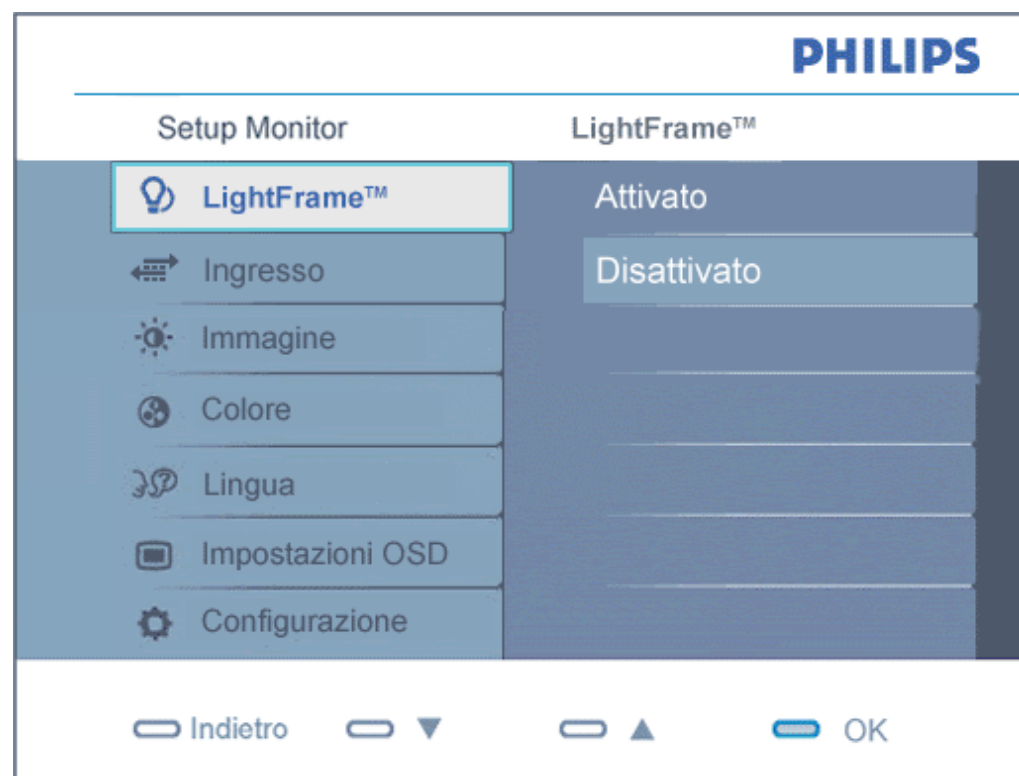 PHILIPS
Setup Monitor
LightFrame™
LightFrame™
Attivato
Ingresso
Disattivato
Immagine
Colore
Lingua
Impostazioni OSD
Configurazione
Indietro ▼ ▲ OK